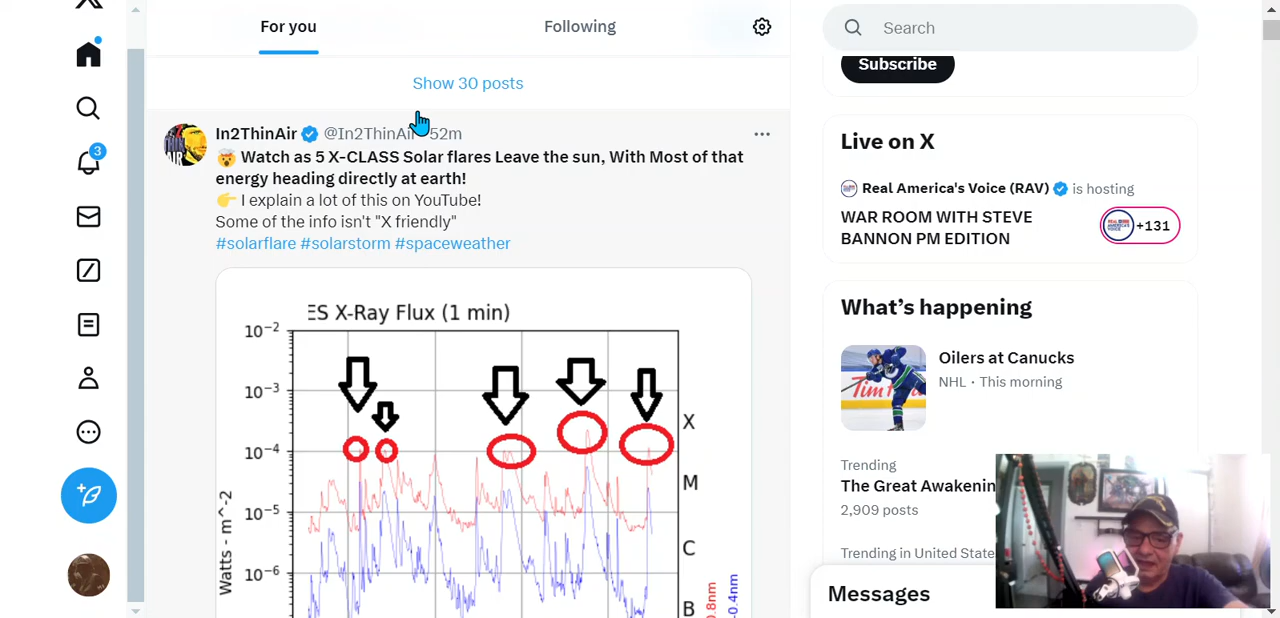 For you
Following
Show 30 posts
In2ThinAir @In2ThinAir 52m
🤯 Watch as 5 X-CLASS Solar flares Leave the sun, With Most of that
energy heading directly at earth!
👉 I explain a lot of this on YouTube!
Some of the info isn't "X friendly"
#solarflare #solarstorm #spaceweather
ES X-Ray Flux (1 min)
10^-2
10^-3
10^-4
10^-5
10^-6
Watts - m^-2
X
M
C
B
0.8nm
-0.4nm
3
Search
Subscribe
Live on X
Real America's Voice (RAV) is hosting
WAR ROOM WITH STEVE
BANNON PM EDITION
+131
What's happening
Oilers at Canucks
NHL · This morning
Trending
The Great Awakenin
2,909 posts
Trending in United State
Messages